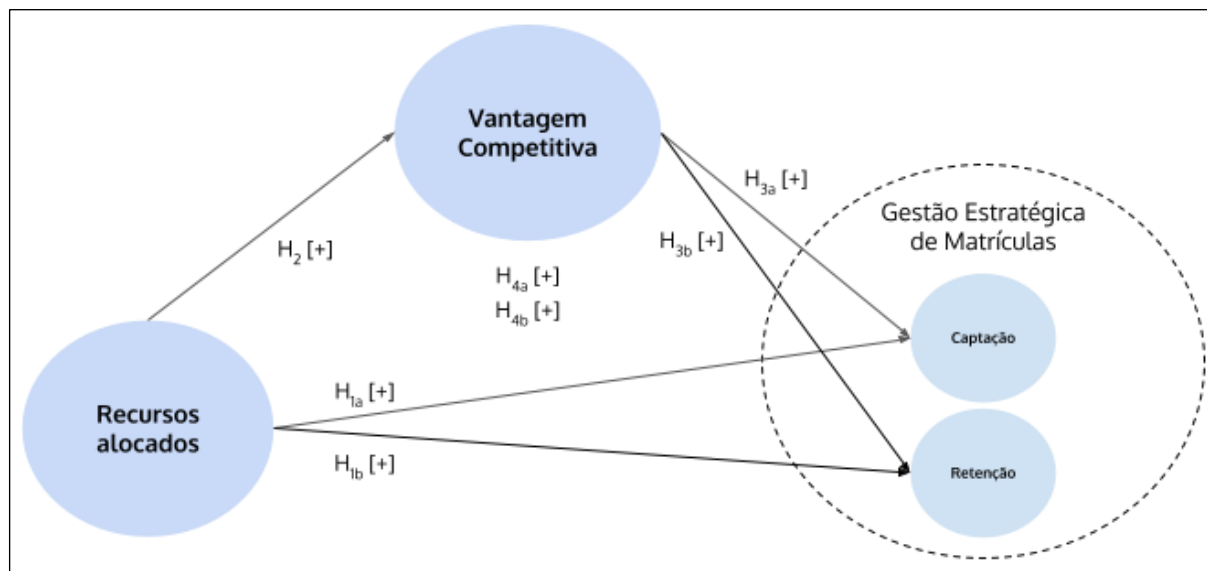 Vantagem
Competitiva
H3a [+]
Gestão Estratégica
de Matrículas
H2 [+]
H3b [+]
H4a [+]
H4b [+]
Captação
H1a [+]
Recursos
alocados
H1b [+]
Retenção